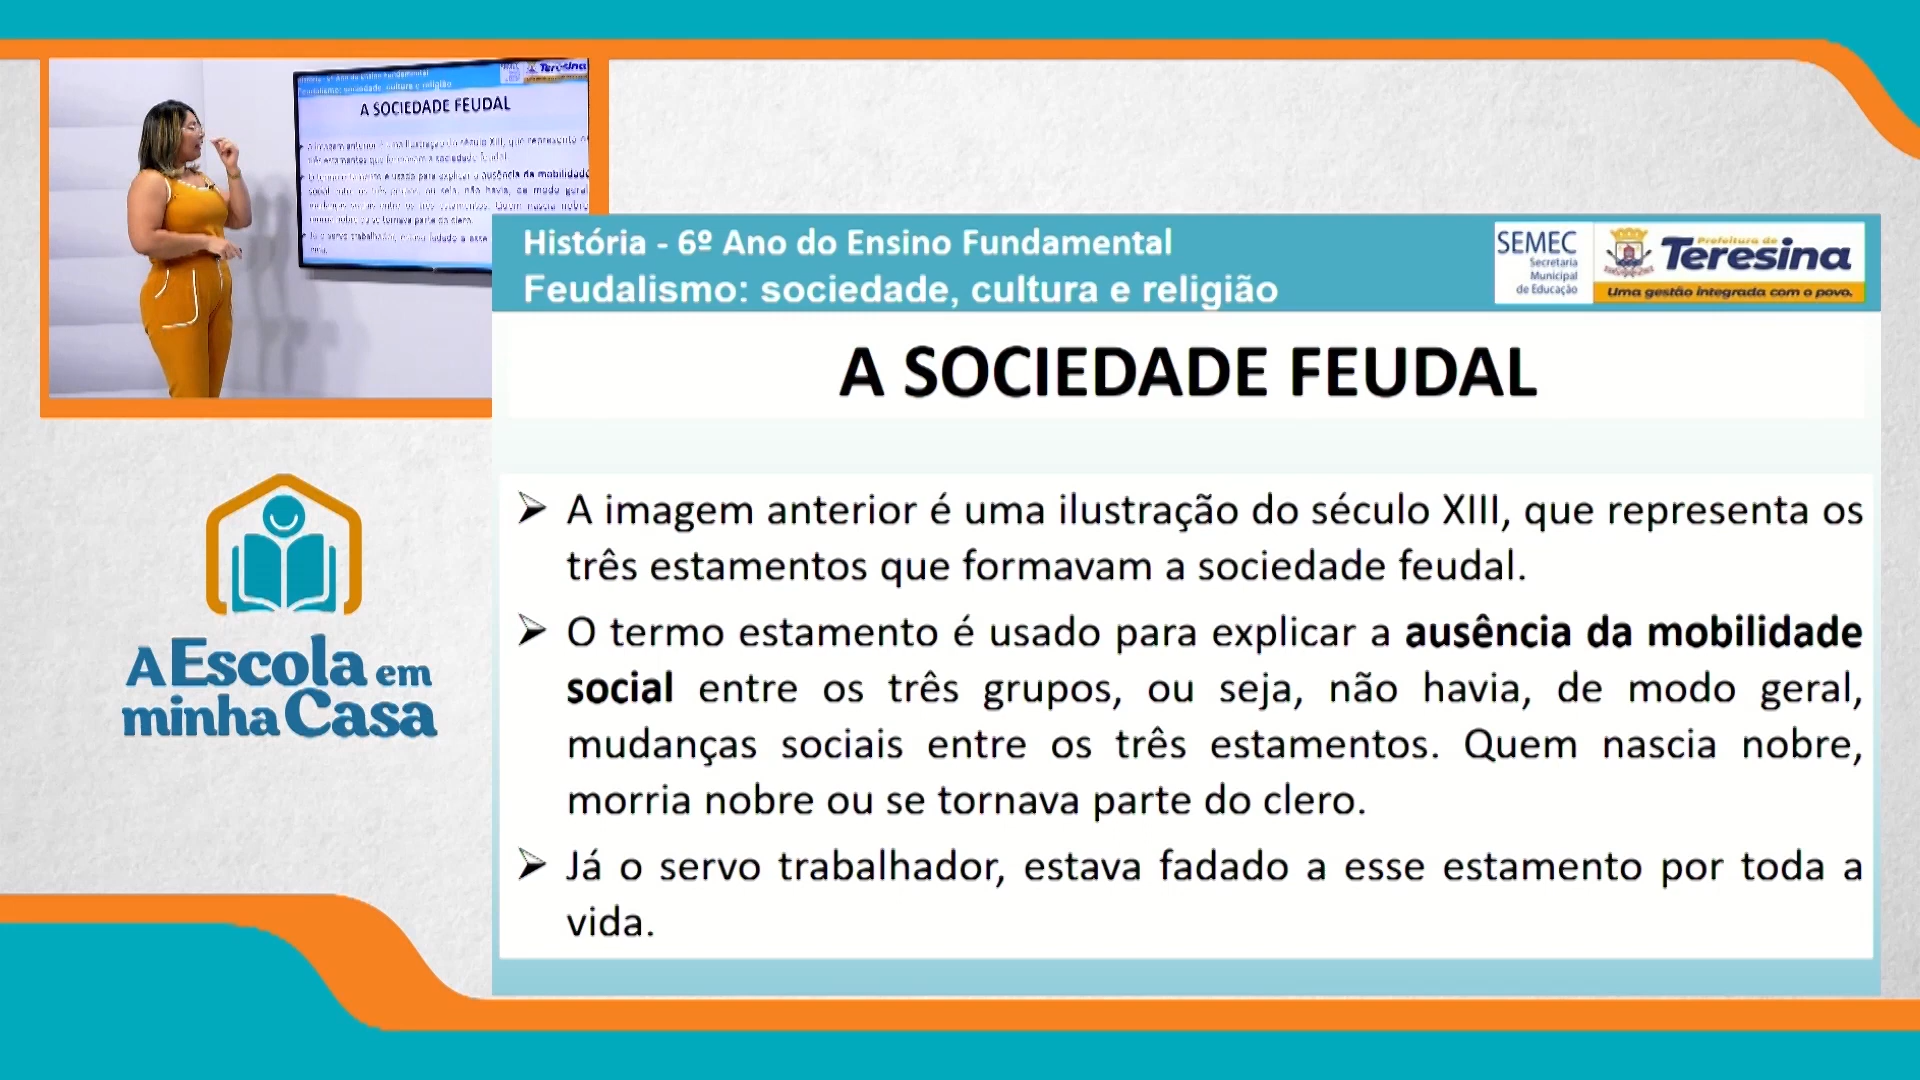 História - 6º Ano do Ensino Fundamental
Feudalismo: sociedade, cultura e religião
A SOCIEDADE FEUDAL
SEMEC
Secretaria
Municipal
de Educação
Prefeitura de
Teresina
Uma gestão integrada com o povo.
A SOCIEDADE FEUDAL
A imagem anterior é uma ilustração do século XIII, que representa os
três estamentos que formavam a sociedade feudal.
O termo estamento é usado para explicar a ausência da mobilidade
social entre os três grupos, ou seja, não havia, de modo geral,
mudanças sociais entre os três estamentos. Quem nascia nobre,
morria nobre ou se tornava parte do clero.
Já o servo trabalhador, estava fadado a esse estamento por toda a
vida.
A Escola em
minha Casa